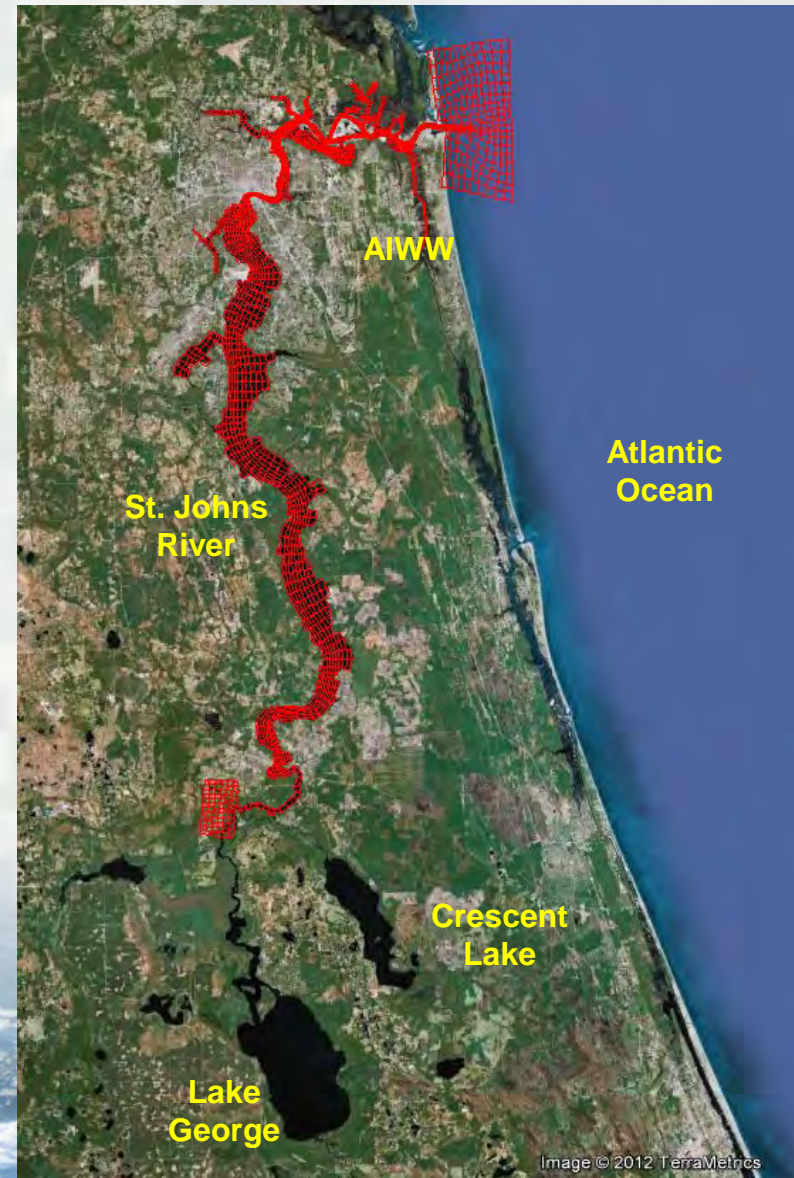 AIWW
Atlantic
Ocean
St. Johns
River
Crescent
Lake
Lake
George
Image © 2012 TerraMetrics